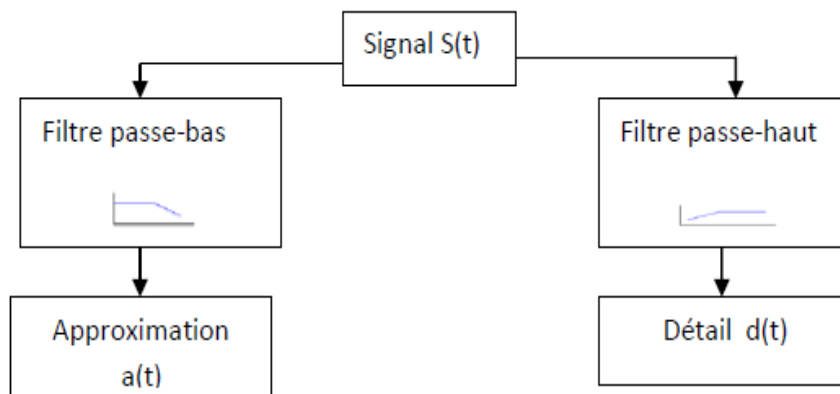 Signal S(t)
Filtre passe-bas
Filtre passe-haut
Approximation
a(t)
Détail d(t)